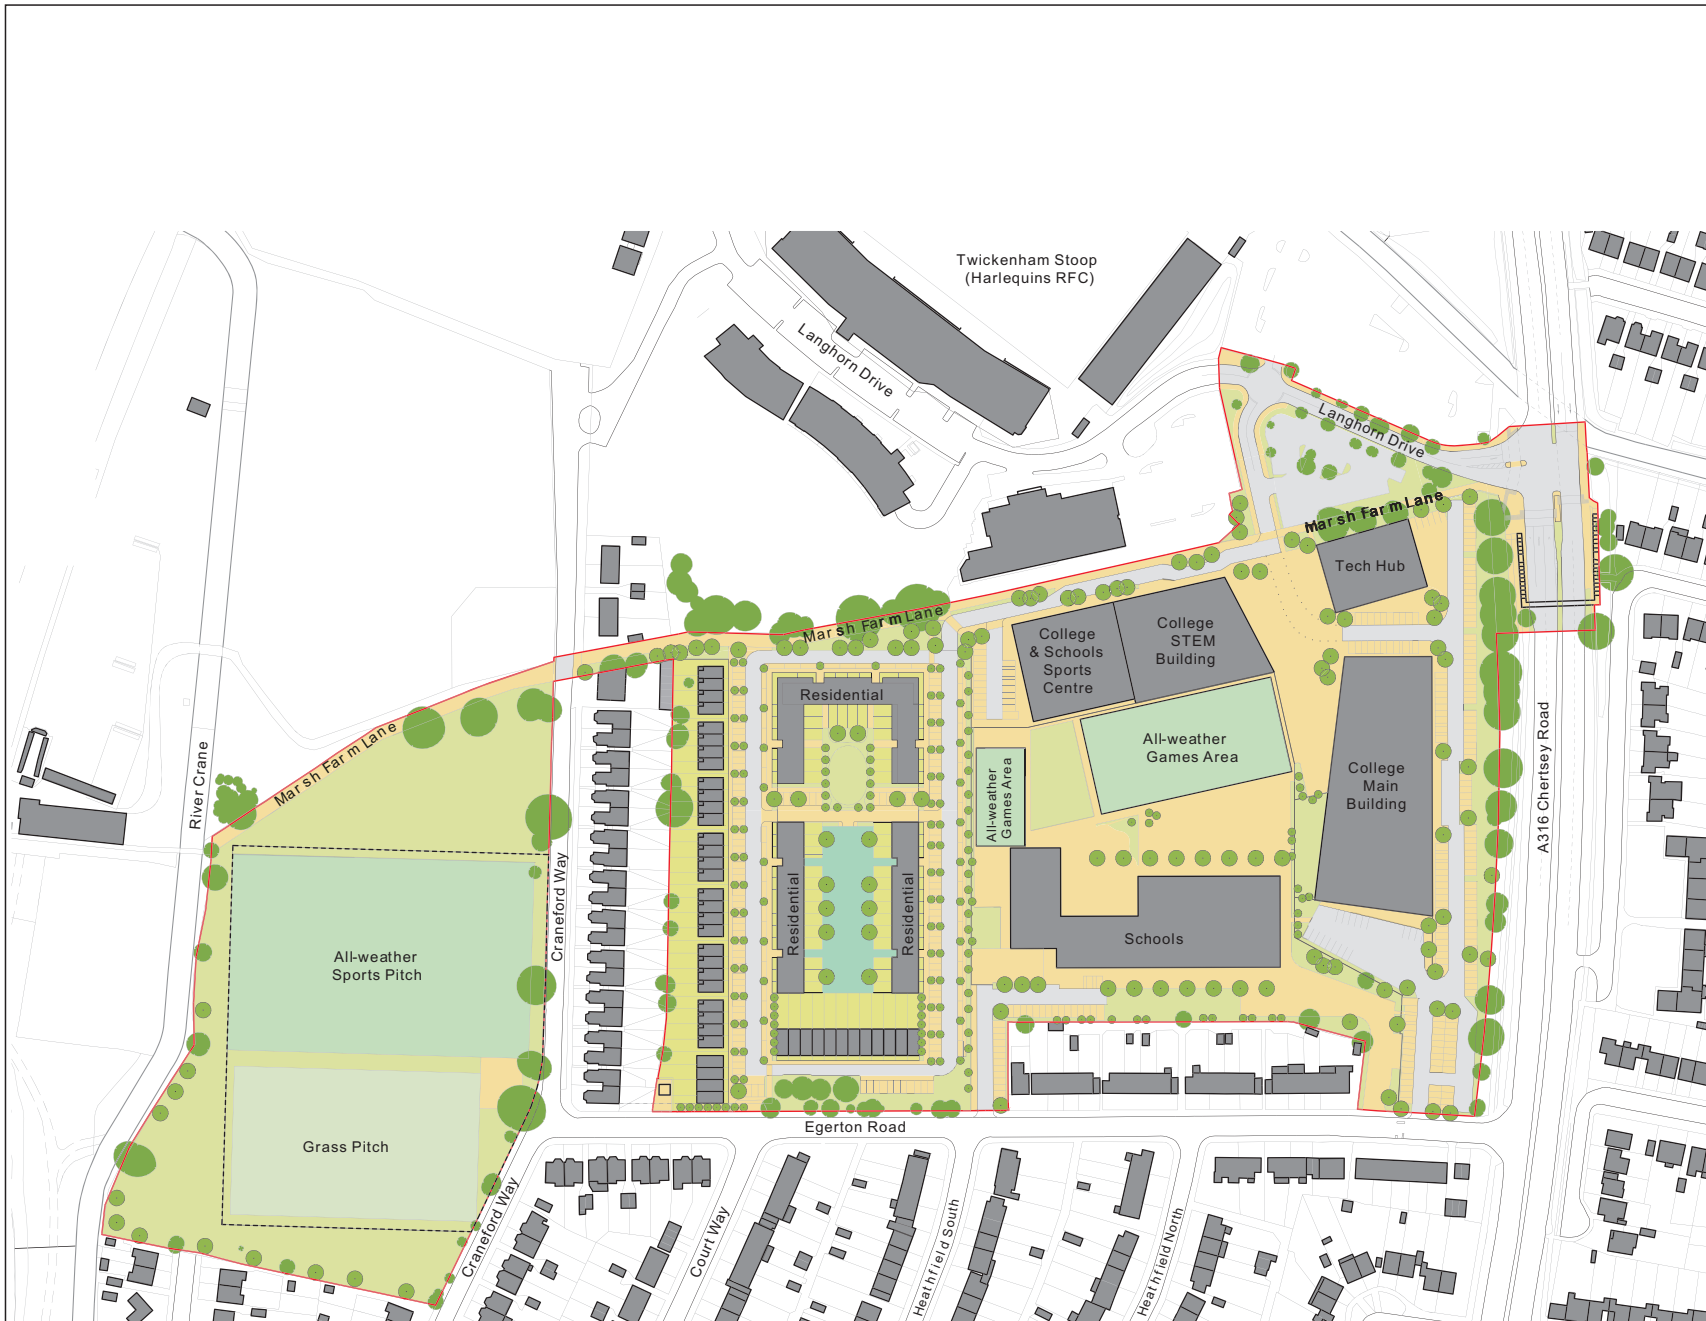 Twickenham Stoop
(Harlequins RFC)
Langhorn Drive
Langhorn Drive
Marsh Farm Lane
Tech Hub
Marsh Farm Lane
College
& Schools
Sports
Centre
College
STEM
Building
Residential
All-weather
Games Area
All-weather
Games Area
College
Main
Building
A316 Chertsey Road
Marsh Farm Lane
River Crane
Craneford Way
Residential
Residential
Schools
All-weather
Sports Pitch
Grass Pitch
Egerton Road
Craneford Way
Court Way
Heathfield South
Heathfield North